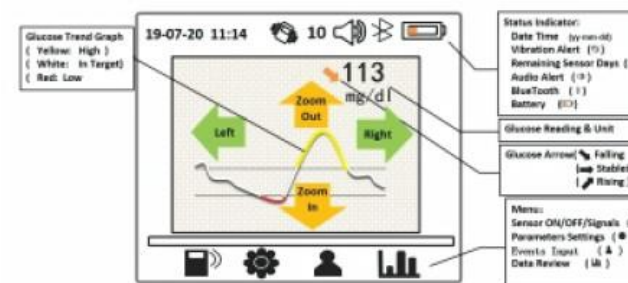 Glucose Trend Graph
( Yellow: High )
( White: In Target)
( Red: Low
19-07-20 11:14
10
113
mg/dl
Zoom
Out
Left
Right
Zoom
In
Status Indicator:
Date Time (yy-mm-dd)
Vibration Alert ( )
Remaining Sensor Days (
Audio Alert ( )
BlueTooth ( )
Battery ( )
Glucose Reading & Unit
Glucose Arrow( Falling
( Stable
( Rising )
Menu:
Sensor ON/OFF/Signals (
Parameters Settings (
Events Input ( )
Data Review ( )